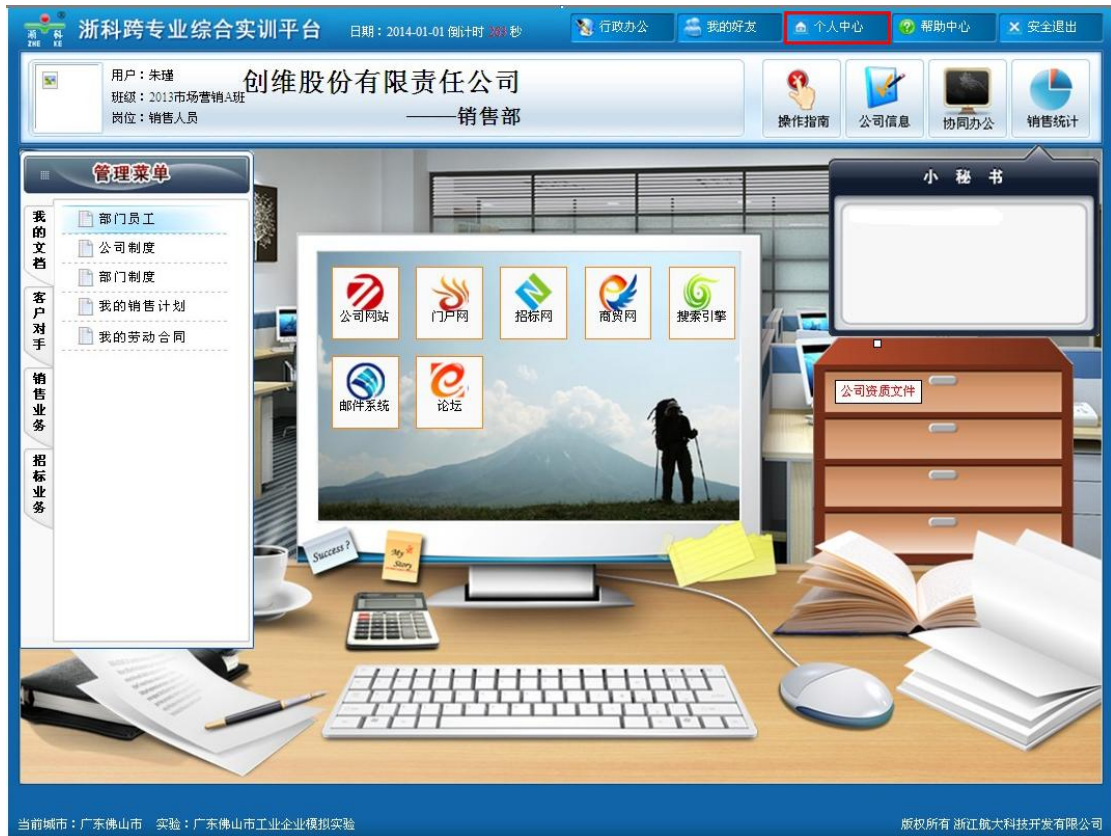 浙科
ZHE KE
浙科跨专业综合实训平台
日期：2014-01-01 倒计时 秒
行政办公
我的好友
个人中心
帮助中心
安全退出
用户：朱瑾
班级：2013市场营销A班
岗位：销售人员
创维股份有限责任公司
——销售部
操作指南
公司信息
协同办公
销售统计
管理菜单
我的文档
客户对手
销售业务
招标业务
部门员工
公司制度
部门制度
我的销售计划
我的劳动合同
公司网站
门户网
招标网
商贸网
搜索引擎
邮件系统
论坛
小秘书
公司资质文件
Success?
My
Story
当前城市：广东佛山市 实验：广东佛山市工业企业模拟实验
版权所有 浙江航大科技开发有限公司